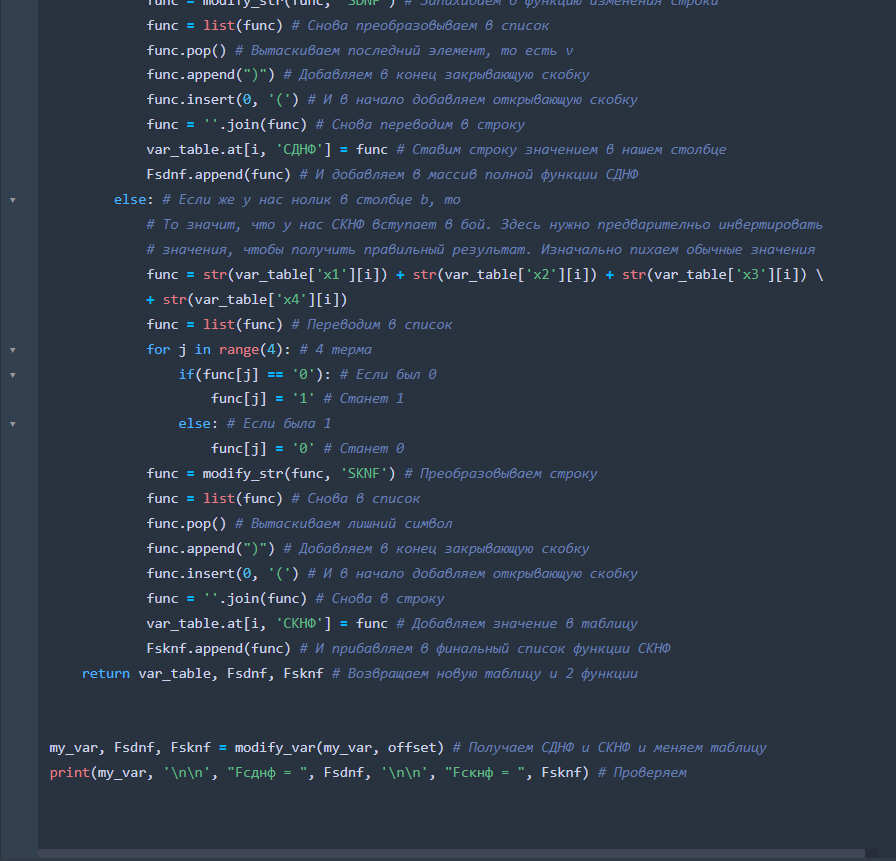 func = modify_str(func, 'SDNF') # Запихиваем в функцию изменения строки
func = list(func) # Снова преобразовываем в список
func.pop() # Вытаскиваем последний элемент, то есть v
func.append(")") # Добавляем в конец закрывающую скобку
func.insert(0, '(') # И в начало добавляем открывающую скобку
func = ''.join(func) # Снова переводим в строку
var_table.at[i, 'СДНФ'] = func # Ставим строку значением в нашем столбце
Fsdnf.append(func) # И добавляем в массив полной функции СДНФ
else: # Если же у нас нолик в столбце b, то
# То значит, что у нас СКНФ вступает в бой. Здесь нужно предварителньо инвертировать
# значения, чтобы получить правильный результат. Изначально пихаем обычные значения
func = str(var_table['x1'][i]) + str(var_table['x2'][i]) + str(var_table['x3'][i]) \
+ str(var_table['x4'][i])
func = list(func) # Переводим в список
for j in range(4): # 4 терма
if(func[j] == '0'): # Если был 0
func[j] = '1' # Станет 1
else: # Если была 1
func[j] = '0' # Станет 0
func = modify_str(func, 'SKNF') # Преобразовываем строку
func = list(func) # Снова в список
func.pop() # Вытаскиваем лишний символ
func.append(")") # Добавляем в конец закрывающую скобку
func.insert(0, '(') # И в начало добавляем открывающую скобку
func = ''.join(func) # Снова в строку
var_table.at[i, 'СКНФ'] = func # Добавляем значение в таблицу
Fsknf.append(func) # И прибавляем в финальный список функции СКНФ
return var_table, Fsdnf, Fsknf # Возвращаем новую таблицу и 2 функции
my_var, Fsdnf, Fsknf = modify_var(my_var, offset) # Получаем СДНФ и СКНФ и меняем таблицу
print(my_var, '\n\n', "Fсднф = ", Fsdnf, '\n\n', "Fскнф = ", Fsknf) # Проверяем